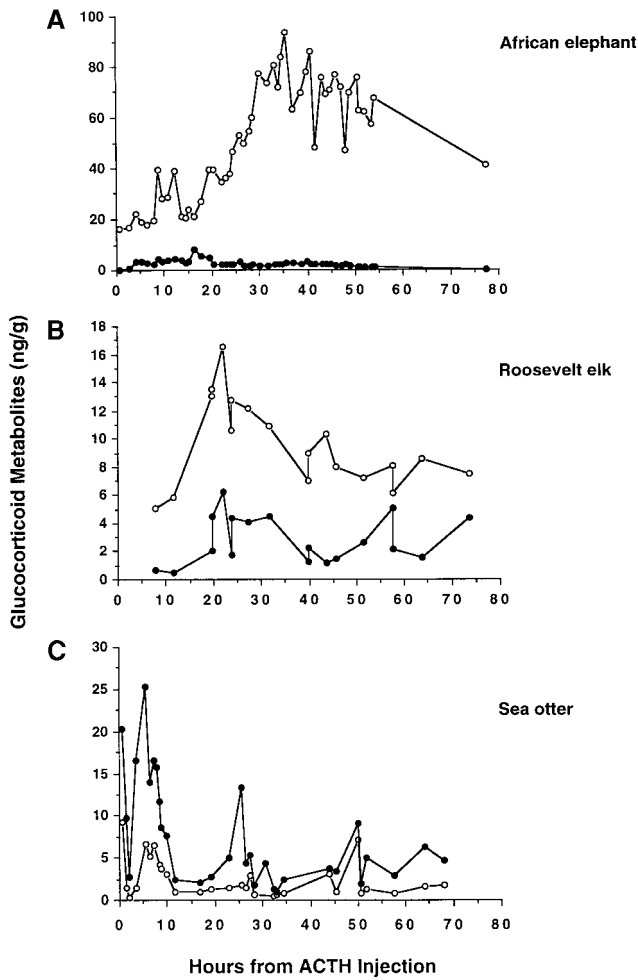 A
African elephant
100
80
60
40
20
0
0 10 20 30 40 50 60 70 80
B
Roosevelt elk
18
16
14
12
10
8
6
4
2
0
0 10 20 30 40 50 60 70 80
Glucocorticoid Metabolites (ng/g)
C
Sea otter
30
25
20
15
10
5
0
0 10 20 30 40 50 60 70 80
Hours from ACTH Injection